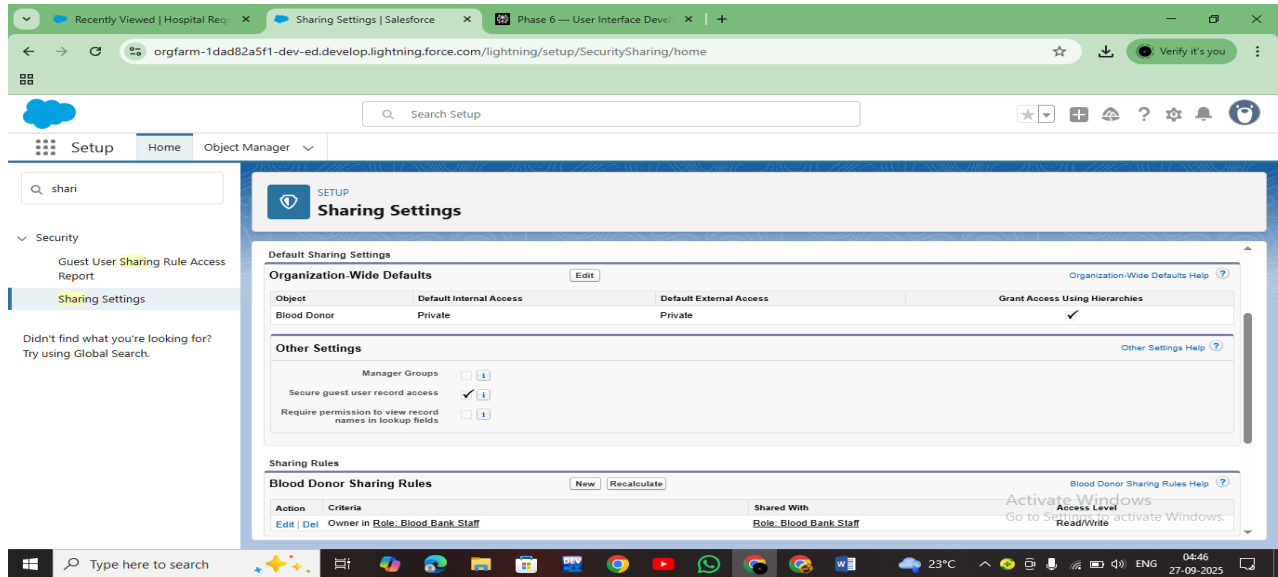 Recently Viewed | Hospital Requ
Sharing Settings | Salesforce
Phase 6 — User Interface Devel
orgfarm-1dad82a5f1-dev-ed.develop.lightning.force.com/lightning/setup/SecuritySharing/home
Verify it's you
Search Setup
Setup
Home
Object Manager
shari
Security
Guest User Sharing Rule Access
Report
Sharing Settings
Didn't find what you're looking for?
Try using Global Search.
SETUP
Sharing Settings
Default Sharing Settings
Organization-Wide Defaults Edit Organization-Wide Defaults Help ?
Object Default Internal Access Default External Access Grant Access Using Hierarchies
Blood Donor Private Private ✓
Other Settings Other Settings Help ?
Manager Groups i
Secure guest user record access ✓ i
Require permission to view record
names in lookup fields i
Sharing Rules
Blood Donor Sharing Rules New Recalculate Blood Donor Sharing Rules Help ?
Action Criteria Shared With Access Level
Edit | Del Owner in Role: Blood Bank Staff Role: Blood Bank Staff Read/Write
Activate Windows
Go to Settings to activate Windows.
Type here to search
DEV
23°C
ENG
04:46
27-09-2025